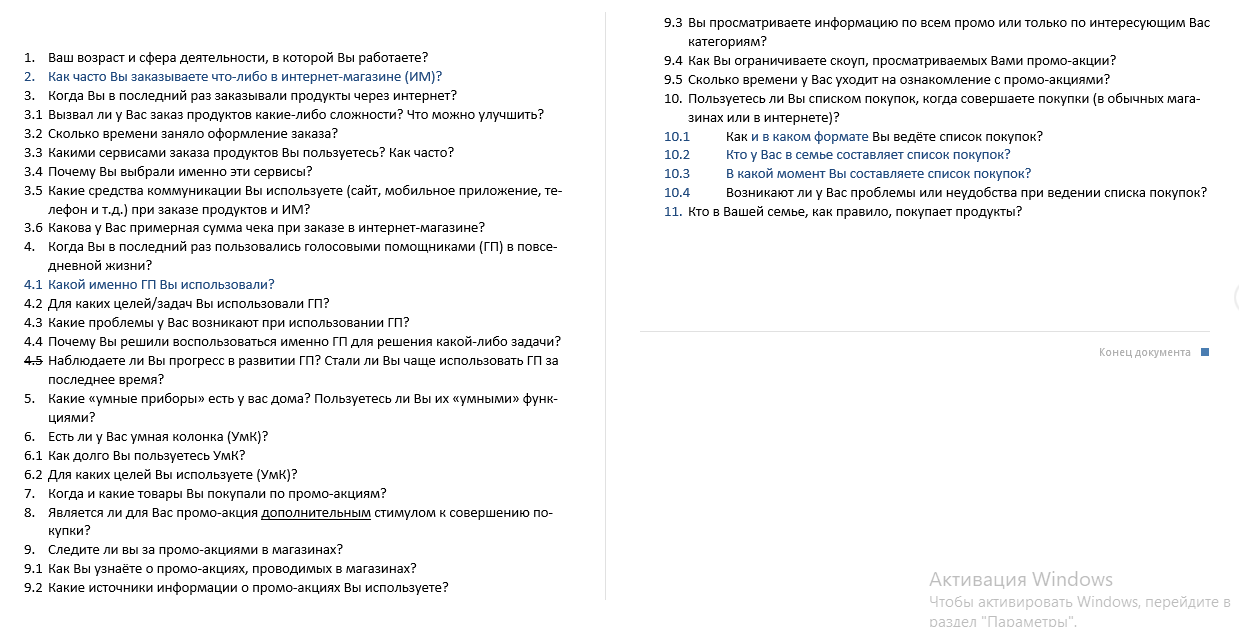 1. Ваш возраст и сфера деятельности, в которой Вы работаете?
2. Как часто Вы заказываете что-либо в интернет-магазине (ИМ)?
3. Когда Вы в последний раз заказывали продукты через интернет?
3.1 Вызвал ли у Вас заказ продуктов какие-либо сложности? Что можно улучшить?
3.2 Сколько времени заняло оформление заказа?
3.3 Какими сервисами заказа продуктов Вы пользуетесь? Как часто?
3.4 Почему Вы выбрали именно эти сервисы?
3.5 Какие средства коммуникации Вы используете (сайт, мобильное приложение, те-
лефон и т.д.) при заказе продуктов и ИМ?
3.6 Какова у Вас примерная сумма чека при заказе в интернет-магазине?
4. Когда Вы в последний раз пользовались голосовыми помощниками (ГП) в повсе-
дневной жизни?
4.1 Какой именно ГП Вы использовали?
4.2 Для каких целей/задач Вы использовали ГП?
4.3 Какие проблемы у Вас возникают при использовании ГП?
4.4 Почему Вы решили воспользоваться именно ГП для решения какой-либо задачи?
4.5 Наблюдаете ли Вы прогресс в развитии ГП? Стали ли Вы чаще использовать ГП за
последнее время?
5. Какие «умные приборы» есть у вас дома? Пользуетесь ли Вы их «умными» функ-
циями?
6. Есть ли у Вас умная колонка (УмК)?
6.1 Как долго Вы пользуетесь УмК?
6.2 Для каких целей Вы используете (УмК)?
7. Когда и какие товары Вы покупали по промо-акциям?
8. Является ли для Вас промо-акция дополнительным стимулом к совершению по-
купки?
9. Следите ли вы за промо-акциями в магазинах?
9.1 Как Вы узнаёте о промо-акциях, проводимых в магазинах?
9.2 Какие источники информации о промо-акциях Вы используете?
9.3 Вы просматриваете информацию по всем промо или только по интересующим Вас
категориям?
9.4 Как Вы ограничиваете скоуп, просматриваемых Вами промо-акции?
9.5 Сколько времени у Вас уходит на ознакомление с промо-акциями?
10. Пользуетесь ли Вы списком покупок, когда совершаете покупки (в обычных мага-
зинах или в интернете)?
10.1 Как и в каком формате Вы ведёте список покупок?
10.2 Кто у Вас в семье составляет список покупок?
10.3 В какой момент Вы составляете список покупок?
10.4 Возникают ли у Вас проблемы или неудобства при ведении списка покупок?
11. Кто в Вашей семье, как правило, покупает продукты?
Конец документа
Активация Windows
Чтобы активировать Windows, перейдите в
раздел "Параметры".